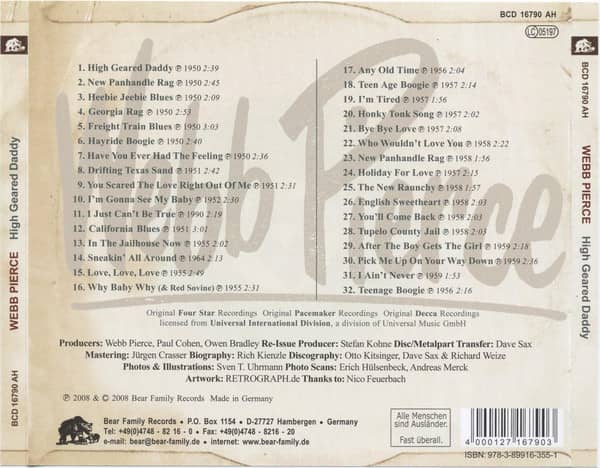 BCD 16790 AH
LC 05197
BCD 16790 AH WEBB PIERCE High Geared Daddy
BCD 16790 AH WEBB PIERCE High Geared Daddy
Webb Pierce
1. High Geared Daddy ℗ 1950 2:39
2. New Panhandle Rag ℗ 1950 2:45
3. Heebie Jeebie Blues ℗ 1950 2:09
4. Georgia Rag ℗ 1950 2:53
5. Freight Train Blues ℗ 1950 3:03
6. Hayride Boogie ℗ 1950 2:40
7. Have You Ever Had The Feeling ℗ 1950 2:36
8. Drifting Texas Sand ℗ 1951 2:42
9. You Scared The Love Right Out Of Me ℗ 1951 2:31
10. I'm Gonna See My Baby ℗ 1952 2:30
11. I Just Can't Be True ℗ 1990 2:19
12. California Blues ℗ 1951 3:01
13. In The Jailhouse Now ℗ 1955 2:02
14. Sneakin' All Around ℗ 1964 2:13
15. Love, Love, Love ℗ 1935 2:49
16. Why Baby Why (& Red Sovine) ℗ 1955 2:31
17. Any Old Time ℗ 1956 2:04
18. Teen Age Boogie ℗ 1957 2:14
19. I'm Tired ℗ 1957 1:56
20. Honky Tonk Song ℗ 1957 2:02
21. Bye Bye Love ℗ 1957 2:08
22. Who Wouldn't Love You ℗ 1958 2:22
23. New Panhandle Rag ℗ 1958 1:56
24. Holiday For Love ℗ 1957 2:15
25. The New Raunchy ℗ 1958 1:57
26. English Sweetheart ℗ 1958 2:03
27. You'll Come Back ℗ 1958 2:03
28. Tupelo County Jail ℗ 1958 2:03
29. After The Boy Gets The Girl ℗ 1959 2:18
30. Pick Me Up On Your Way Down ℗ 1959 2:36
31. I Ain't Never ℗ 1959 1:53
32. Teenage Boogie ℗ 1956 2:16
Original Four Star Recordings Original Pacemaker Recordings Original Decca Recordings
licensed from Universal International Division, a division of Universal Music GmbH
Producers: Webb Pierce, Paul Cohen, Owen Bradley Re-Issue Producer: Stefan Kohne Disc/Metalpart Transfer: Dave Sax
Mastering: Jürgen Crasser Biography: Rich Kienzle Discography: Otto Kitsinger, Dave Sax & Richard Weize
Photos & Illustrations: Sven T. Uhrmann Photo Scans: Erich Hülsenbeck, Andreas Merck
Artwork: RETROGRAPH.de Thanks to: Nico Feuerbach
℗ 2008 & © 2008 Bear Family Records Made in Germany
Bear Family Records • P.O. Box 1154 • D-27727 Hambergen • Germany
Tel: +49(0)4748 - 82 16 - 0 • Fax: +49(0)4748 - 8216 - 20
e-mail: bear@bear-family.de • internet: www.bear-family.de
Alle Menschen
sind Ausländer.
Fast überall.
4 000127 167903
ISBN: 978-3-89916-355-1